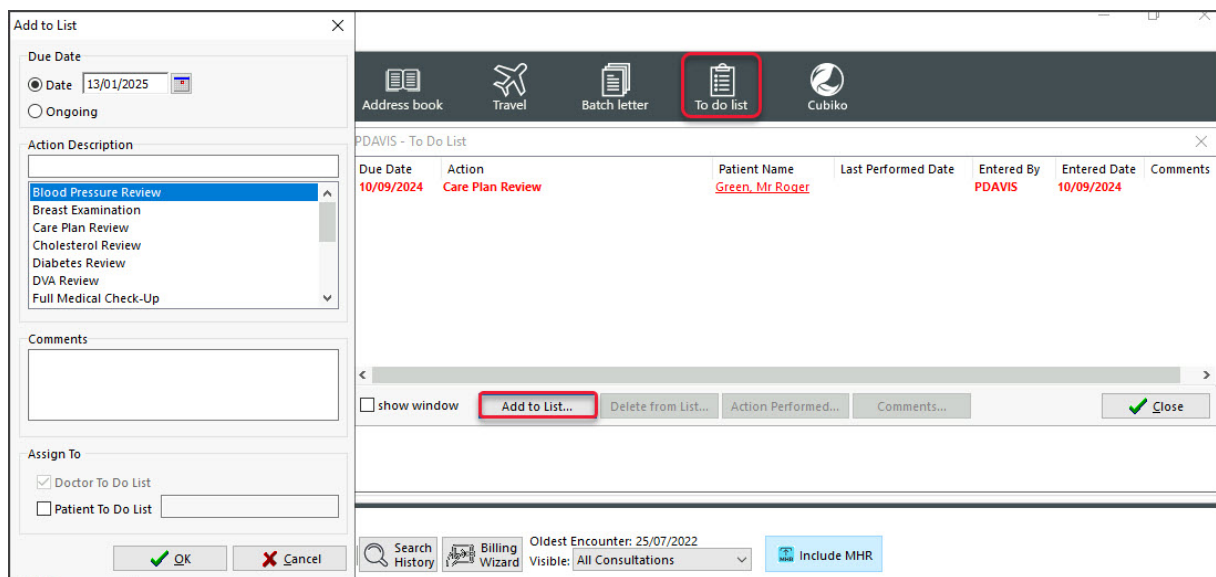 Add to List
Due Date
Date 13/01/2025
Ongoing
Action Description
Blood Pressure Review
Breast Examination
Care Plan Review
Cholesterol Review
Diabetes Review
DVA Review
Full Medical Check-Up
Comments
Assign To
Doctor To Do List
Patient To Do List
OK Cancel
Address book Travel Batch letter To do list Cubiko
PDAVIS - To Do List
Due Date Action Patient Name Last Performed Date Entered By Entered Date Comments
10/09/2024 Care Plan Review Green, Mr Roger PDAVIS 10/09/2024
show window Add to List... Delete from List... Action Performed... Comments... Close
Search History
Billing Wizard
Oldest Encounter: 25/07/2022
Visible: All Consultations
MHR Include MHR